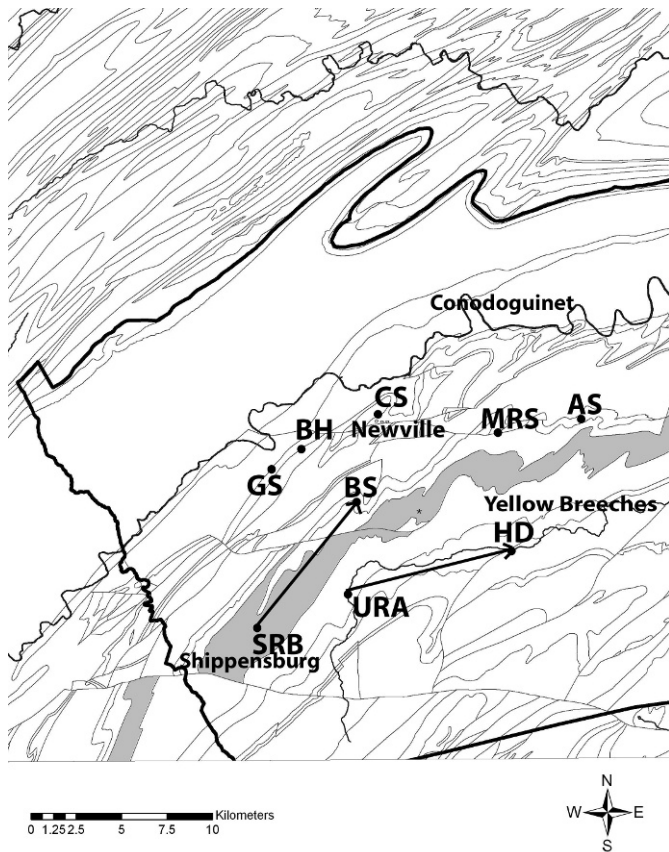 Conodoguinet
CS
AS
MRS
BH
Newville
GS
BS
Yellow Breeches
HD
*
URA
SRB
Shippensburg
N
Kilometers
W E
0 1.25 2.5 5 7.5 10
S